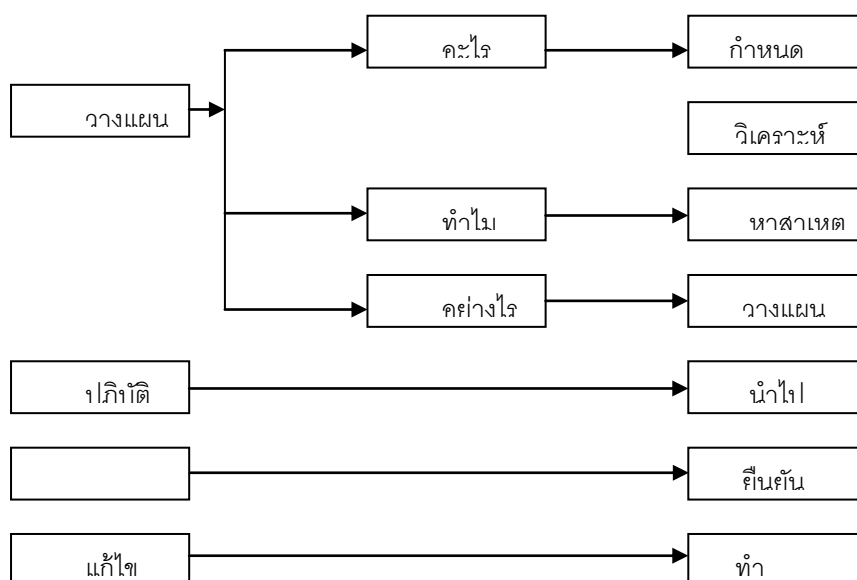 อะไร
กำหนด
วางแผน
วิเคราะห์
ทำไม
หาสาเหต
อย่างไร
วางแผน
ปฏิบัติ
นำไป
ยืนยัน
แก้ไข
ทำ